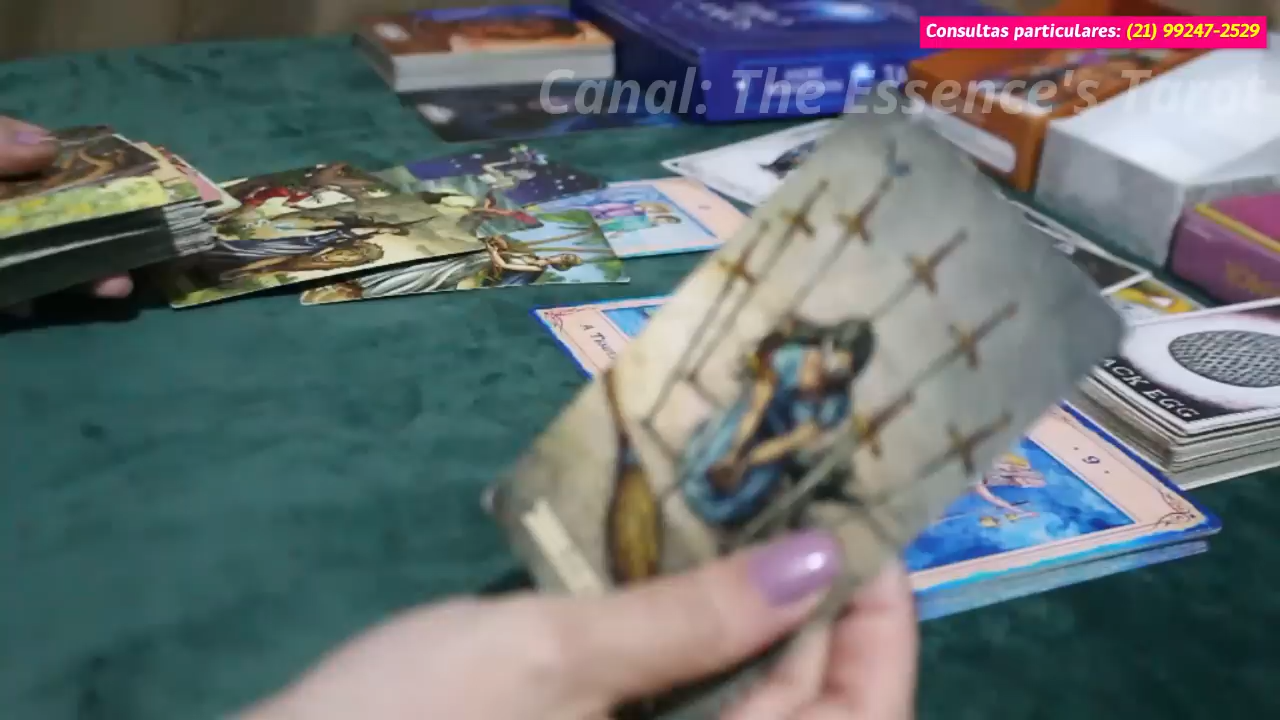 Consultas particulares: (21) 99247-2529
Canal: The Essence's Tarot
ACK EGG
• 9 •